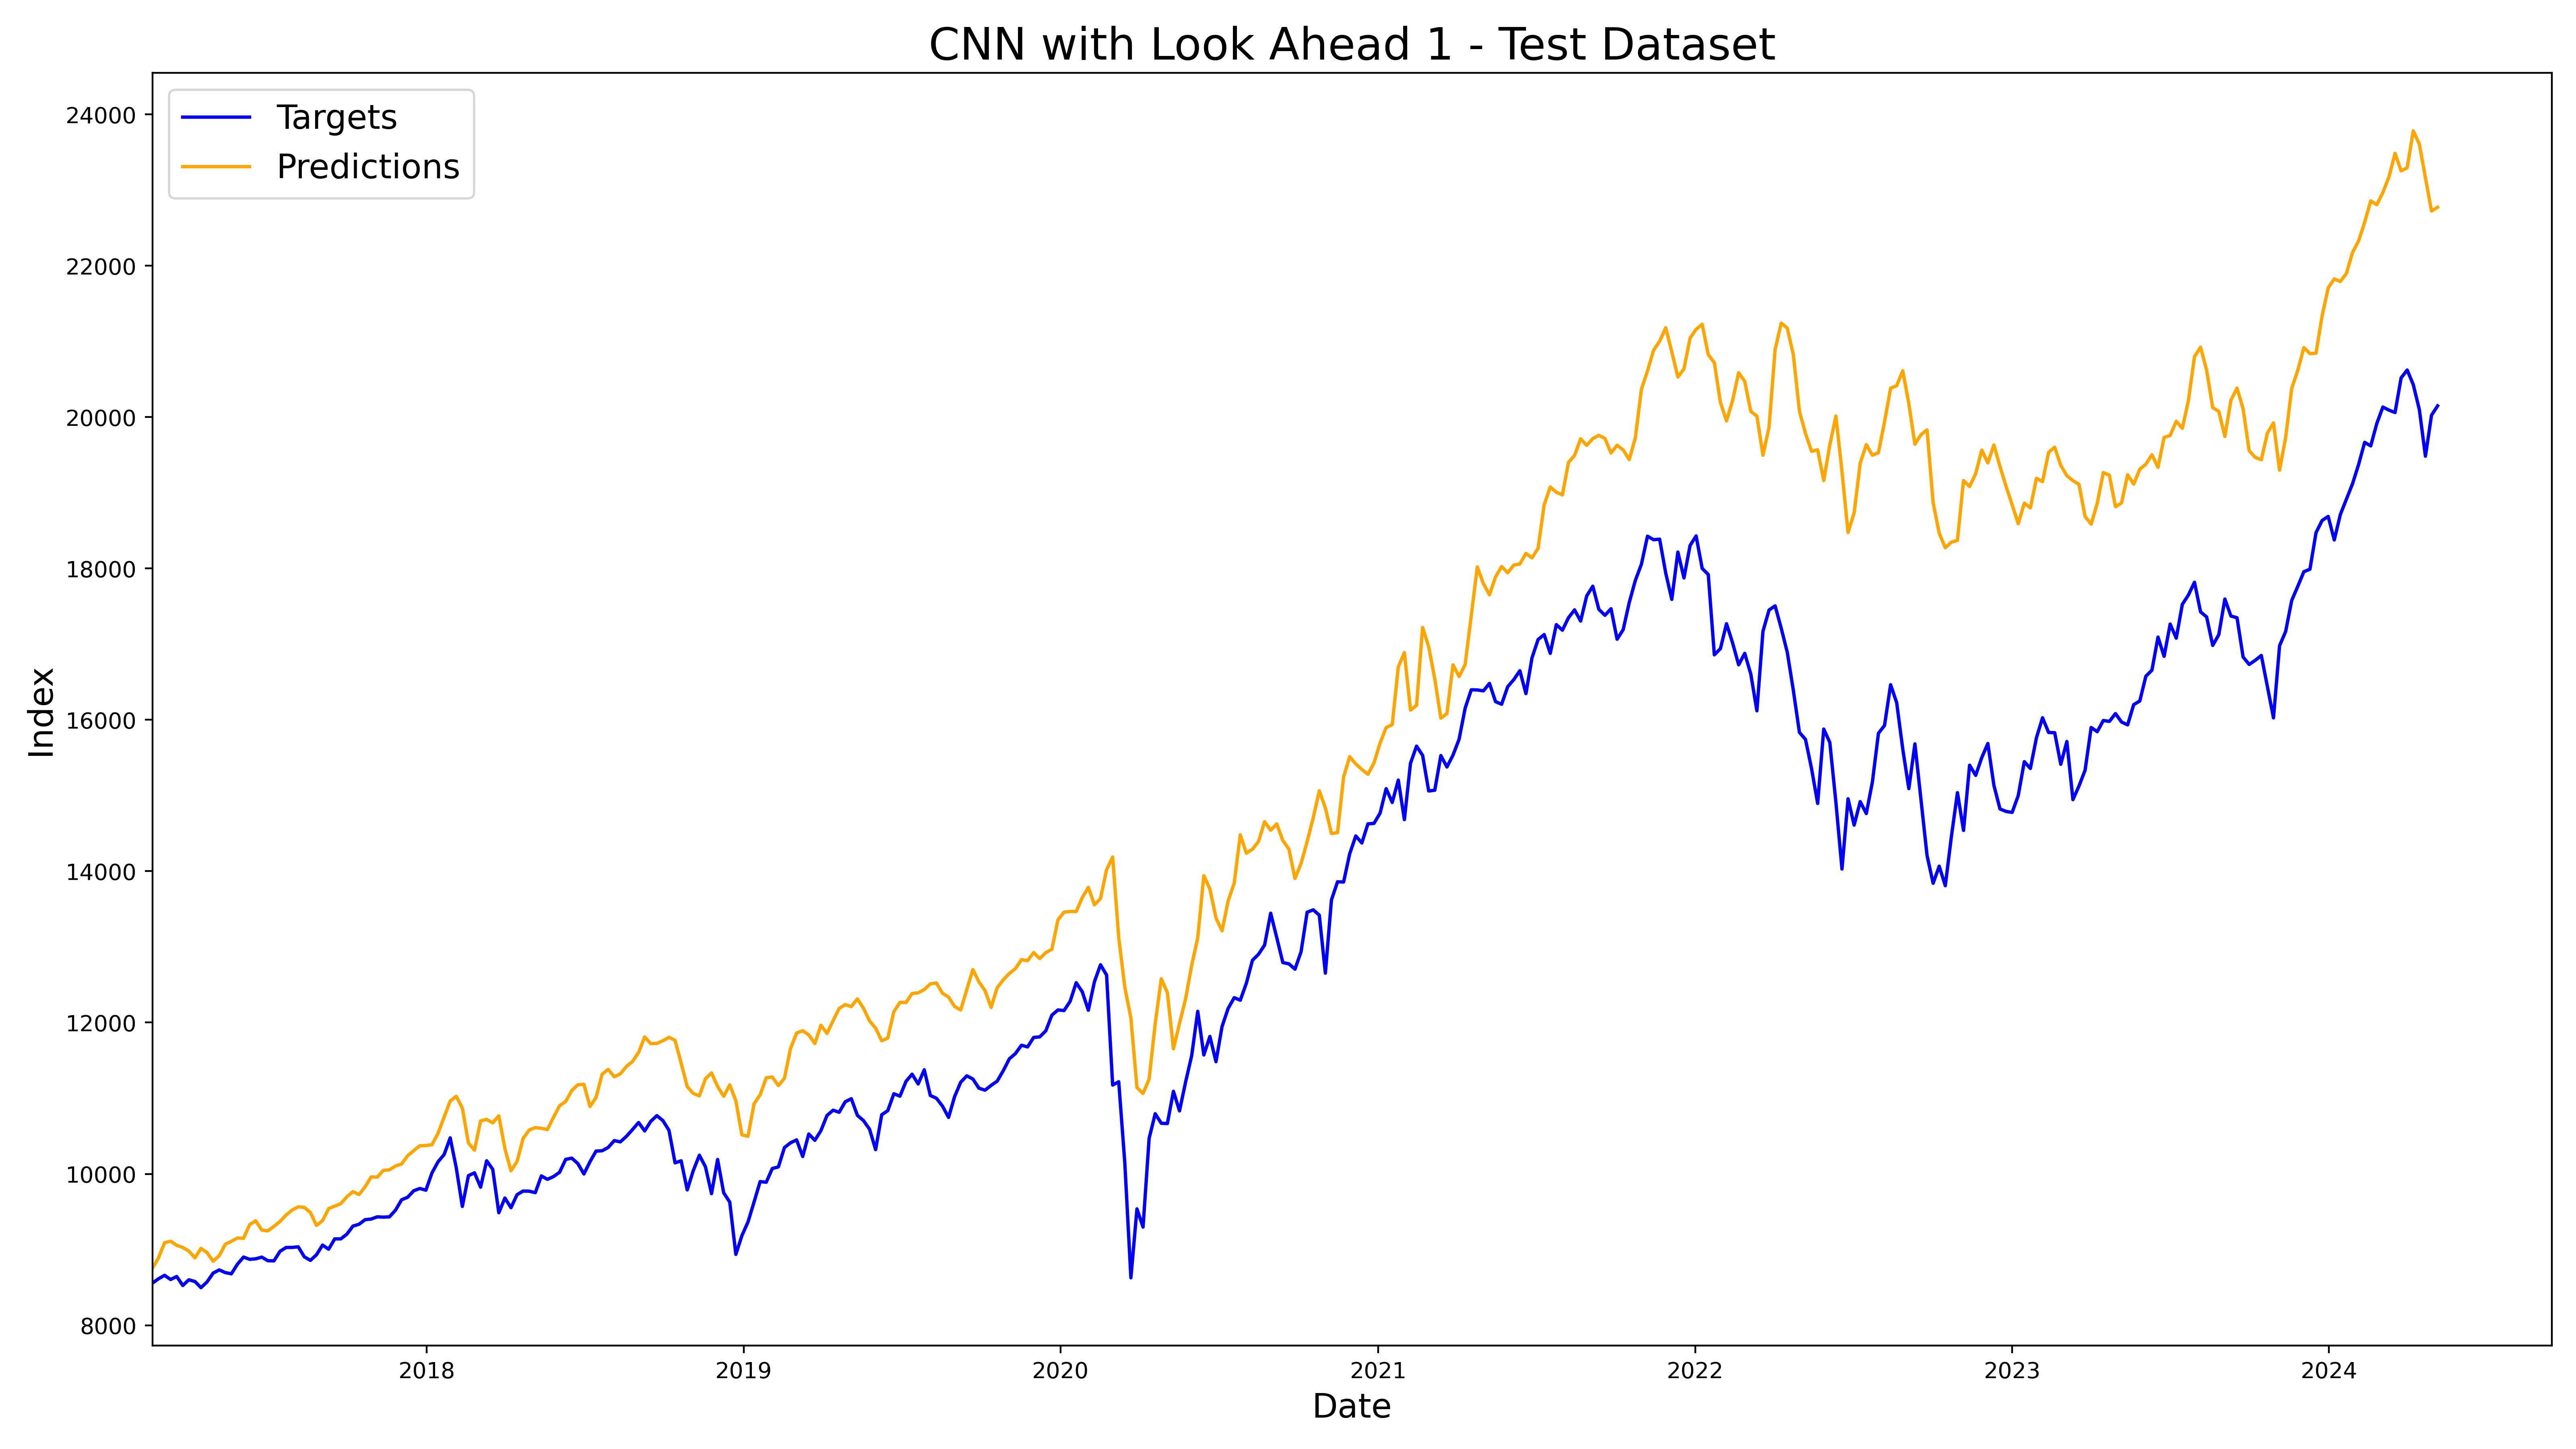 CNN with Look Ahead 1 - Test Dataset
Targets
Predictions
24000
22000
20000
18000
16000
14000
12000
10000
8000
Index
2018 2019 2020 2021 2022 2023 2024
Date